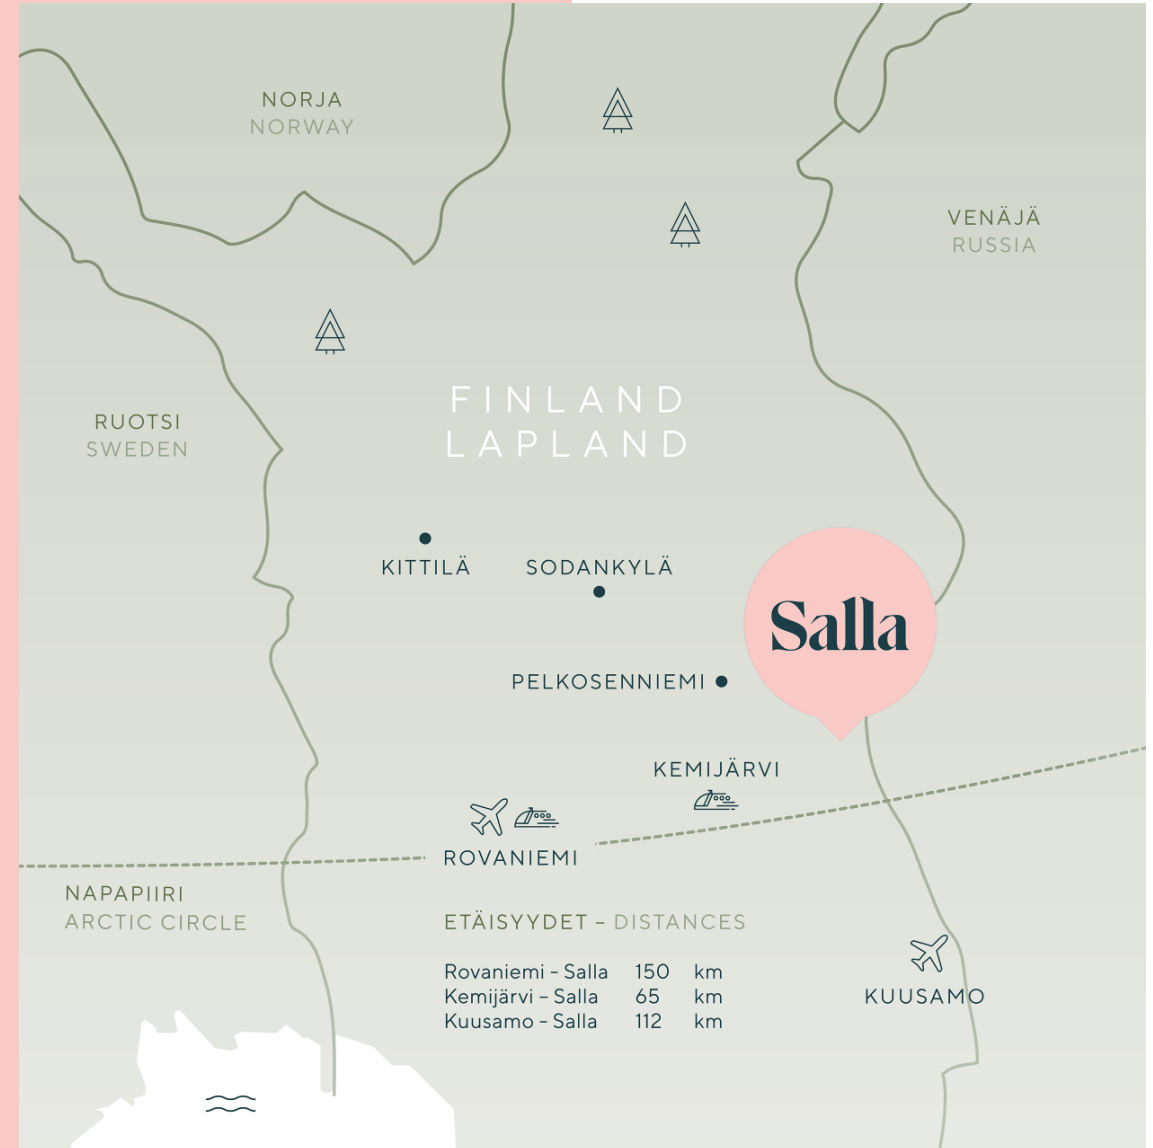 NORJA
NORWAY
VENÄJÄ
RUSSIA
FINLAND
LAPLAND
RUOTSI
SWEDEN
KITTILÄ
SODANKYLÄ
Salla
PELKOSENNIEMI
KEMIJÄRVI
ROVANIEMI
NAPAPIIRI
ARCTIC CIRCLE
ETÄISYYDET – DISTANCES
Rovaniemi - Salla 150 km
Kemijärvi – Salla 65 km
Kuusamo - Salla 112 km
KUUSAMO